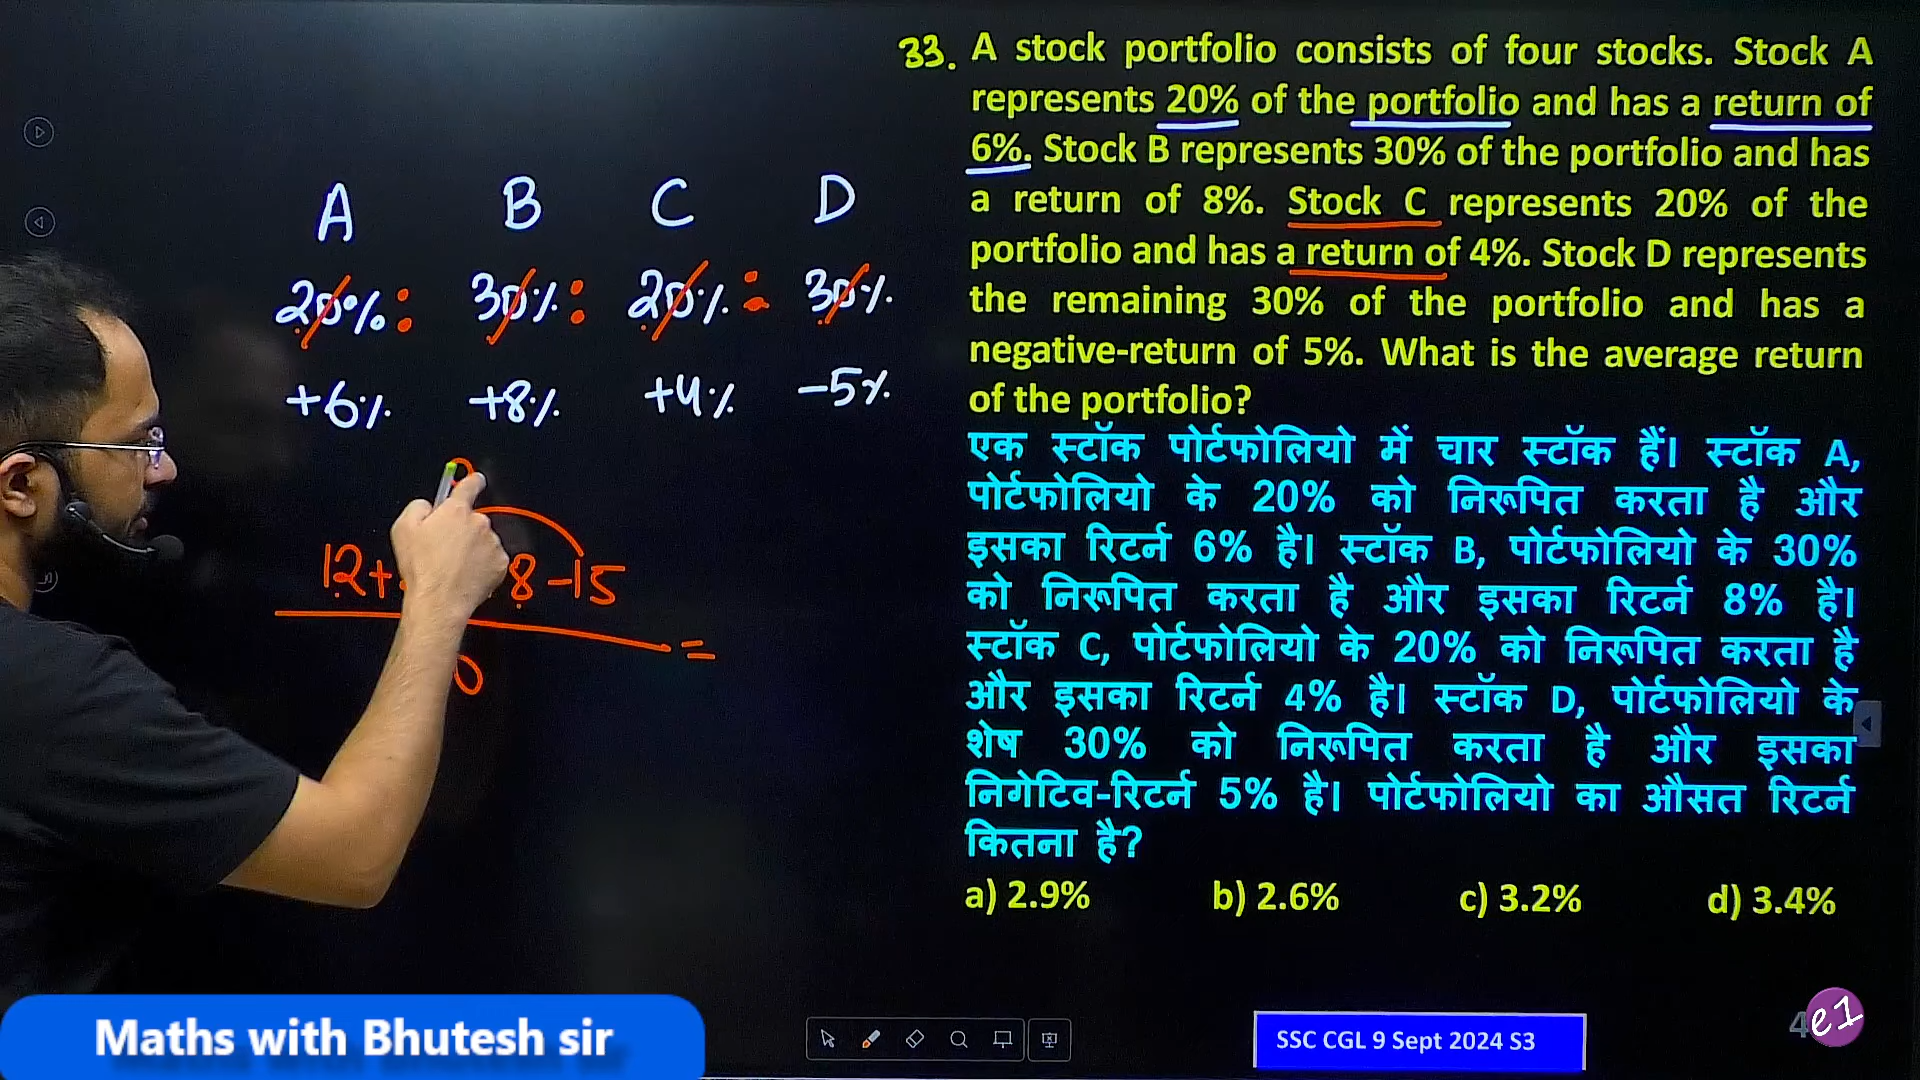 33. A stock portfolio consists of four stocks. Stock A
represents 20% of the portfolio and has a return of
6%. Stock B represents 30% of the portfolio and has
a return of 8%. Stock C represents 20% of the
portfolio and has a return of 4%. Stock D represents
the remaining 30% of the portfolio and has a
negative-return of 5%. What is the average return
of the portfolio?
एक स्टॉक पोर्टफोलियो में चार स्टॉक हैं। स्टॉक A,
पोर्टफोलियो के 20% को निरूपित करता है और
इसका रिटर्न 6% है। स्टॉक B, पोर्टफोलियो के 30%
को निरूपित करता है और इसका रिटर्न 8% है।
स्टॉक C, पोर्टफोलियो के 20% को निरूपित करता है
और इसका रिटर्न 4% है। स्टॉक D, पोर्टफोलियो के
शेष 30% को निरूपित करता है और इसका
निगेटिव-रिटर्न 5% है। पोर्टफोलियो का औसत रिटर्न
कितना है?
a) 2.9% b) 2.6% c) 3.2% d) 3.4%
A B C D
20% : 30% : 20% : 30%
+6% +8% +4% -5%
12+ 8-15
0 =
Maths with Bhutesh sir
SSC CGL 9 Sept 2024 S3
4
e1